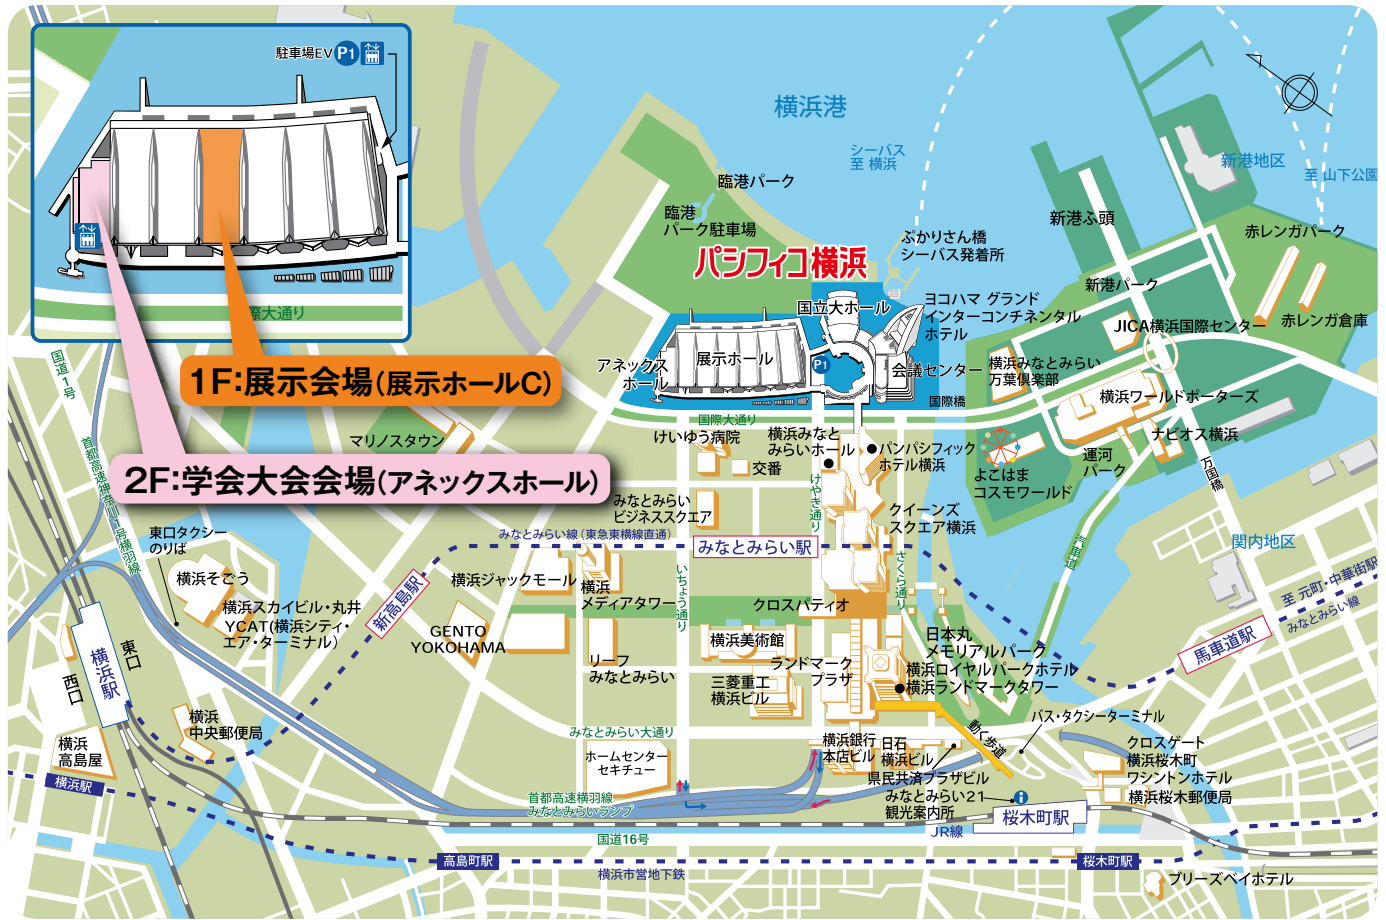 駐車場EV P1
際大通り
1F:展示会場(展示ホールC)
2F:学会大会会場(アネックスホール)
横浜港
シーバス
至 横浜
新港地区
至 山下公園
臨港パーク
臨港
パーク駐車場
パシフィコ横浜
ぷかりさん橋
シーバス発着所
新港ふ頭
赤レンガパーク
新港パーク
赤レンガ倉庫
JICA横浜国際センター
国立大ホール
ヨコハマ グランド
インターコンチネンタル
ホテル
展示ホール
アネックス
ホール
P1
会議センター
国際橋
横浜みなとみらい
万葉倶楽部
横浜ワールドポーターズ
ナビオス横浜
運河
パーク
万国橋
よこはま
コスモワールド
国際大通り
けいゆう病院
交番
横浜みなと
みらいホール
パンパシフィック
ホテル横浜
けやき通り
クイーンズ
スクエア横浜
みなとみらい
ビジネススクエア
マリノスタウン
国道1号
首都高速神奈川1号横羽線
東口タクシー
のりば
みなとみらい線(東急東横線直通)
みなとみらい駅
さくら通り
汽車道
関内地区
至 元町・中華街駅
みなとみらい線
馬車道駅
横浜そごう
横浜スカイビル・丸井
YCAT(横浜シティ・
エア・ターミナル)
新高島駅
横浜ジャックモール
横浜
メディアタワー
いちょう通り
クロスパティオ
GENTO
YOKOHAMA
リーフ
みなとみらい
横浜美術館
三菱重工
横浜ビル
ランドマーク
プラザ
日本丸
メモリアルパーク
横浜ロイヤルパークホテル
横浜ランドマークタワー
横浜駅
東口
西口
横浜
高島屋
横浜
中央郵便局
みなとみらい大通り
ホームセンター
セキチュー
横浜銀行
本店ビル
日石
横浜ビル
県民共済プラザビル
みなとみらい21
観光案内所
動く歩道
バス・タクシーターミナル
クロスゲート
横浜桜木町
ワシントンホテル
横浜桜木町郵便局
桜木町駅
JR線
首都高速横羽線
みなとみらいランプ
国道16号
横浜駅
高島町駅
横浜市営地下鉄
桜木町駅
ブリーズベイホテル